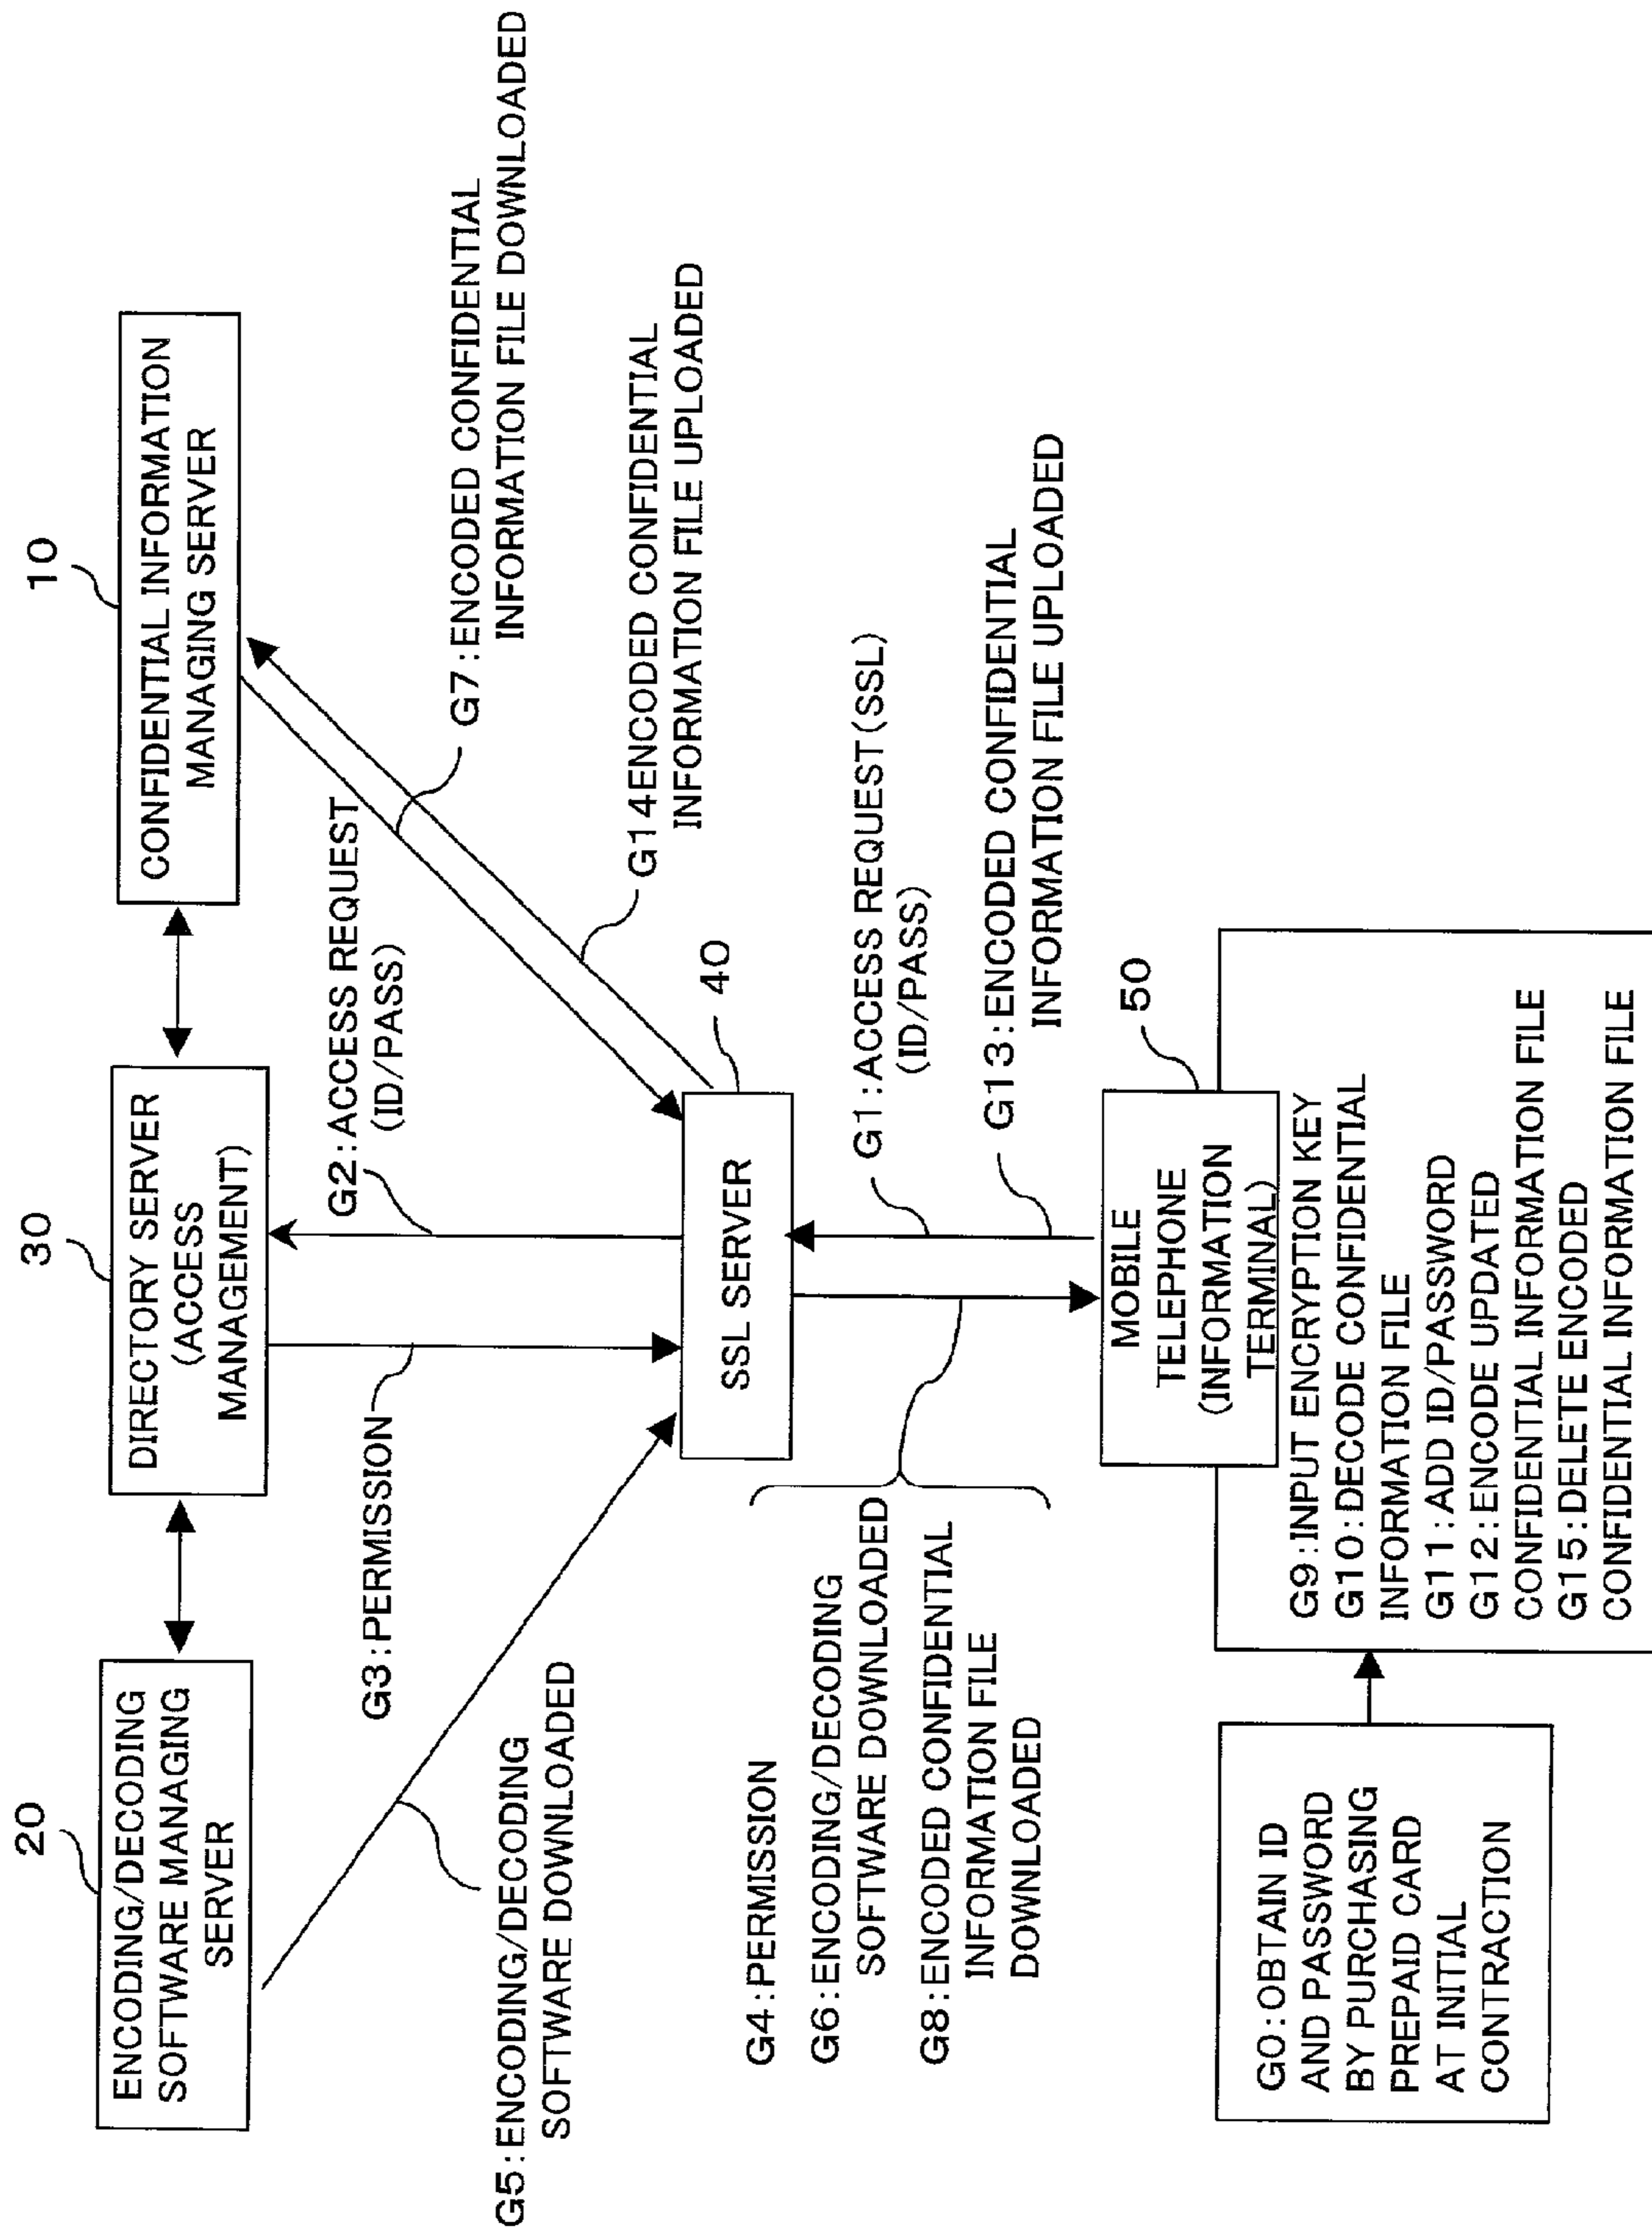 20
ENCODING/DECODING
SOFTWARE MANAGING
SERVER
30
DIRECTORY SERVER
(ACCESS
MANAGEMENT)
10
CONFIDENTIAL INFORMATION
MANAGING SERVER
G3:PERMISSION
G2:ACCESS REQUEST
(ID/PASS)
G7:ENCODED CONFIDENTIAL
INFORMATION FILE DOWNLOADED
G5:ENCODING/DECODING
SOFTWARE DOWNLOADED
G14ENCODED CONFIDENTIAL
INFORMATION FILE UPLOADED
40
SSL SERVER
G4:PERMISSION
G6:ENCODING/DECODING
SOFTWARE DOWNLOADED
G8:ENCODED CONFIDENTIAL
INFORMATION FILE
DOWNLOADED
G1:ACCESS REQUEST(SSL)
(ID/PASS)
G13:ENCODED CONFIDENTIAL
INFORMATION FILE UPLOADED
50
MOBILE
TELEPHONE
(INFORMATION
TERMINAL)
GO:OBTAIN ID
AND PASSWORD
BY PURCHASING
PREPAID CARD
AT INITIAL
CONTRACTION
G9:INPUT ENCRYPTION KEY
G10:DECODE CONFIDENTIAL
INFORMATION FILE
G11:ADD ID/PASSWORD
G12:ENCODE UPDATED
CONFIDENTIAL INFORMATION FILE
G15:DELETE ENCODED
CONFIDENTIAL INFORMATION FILE